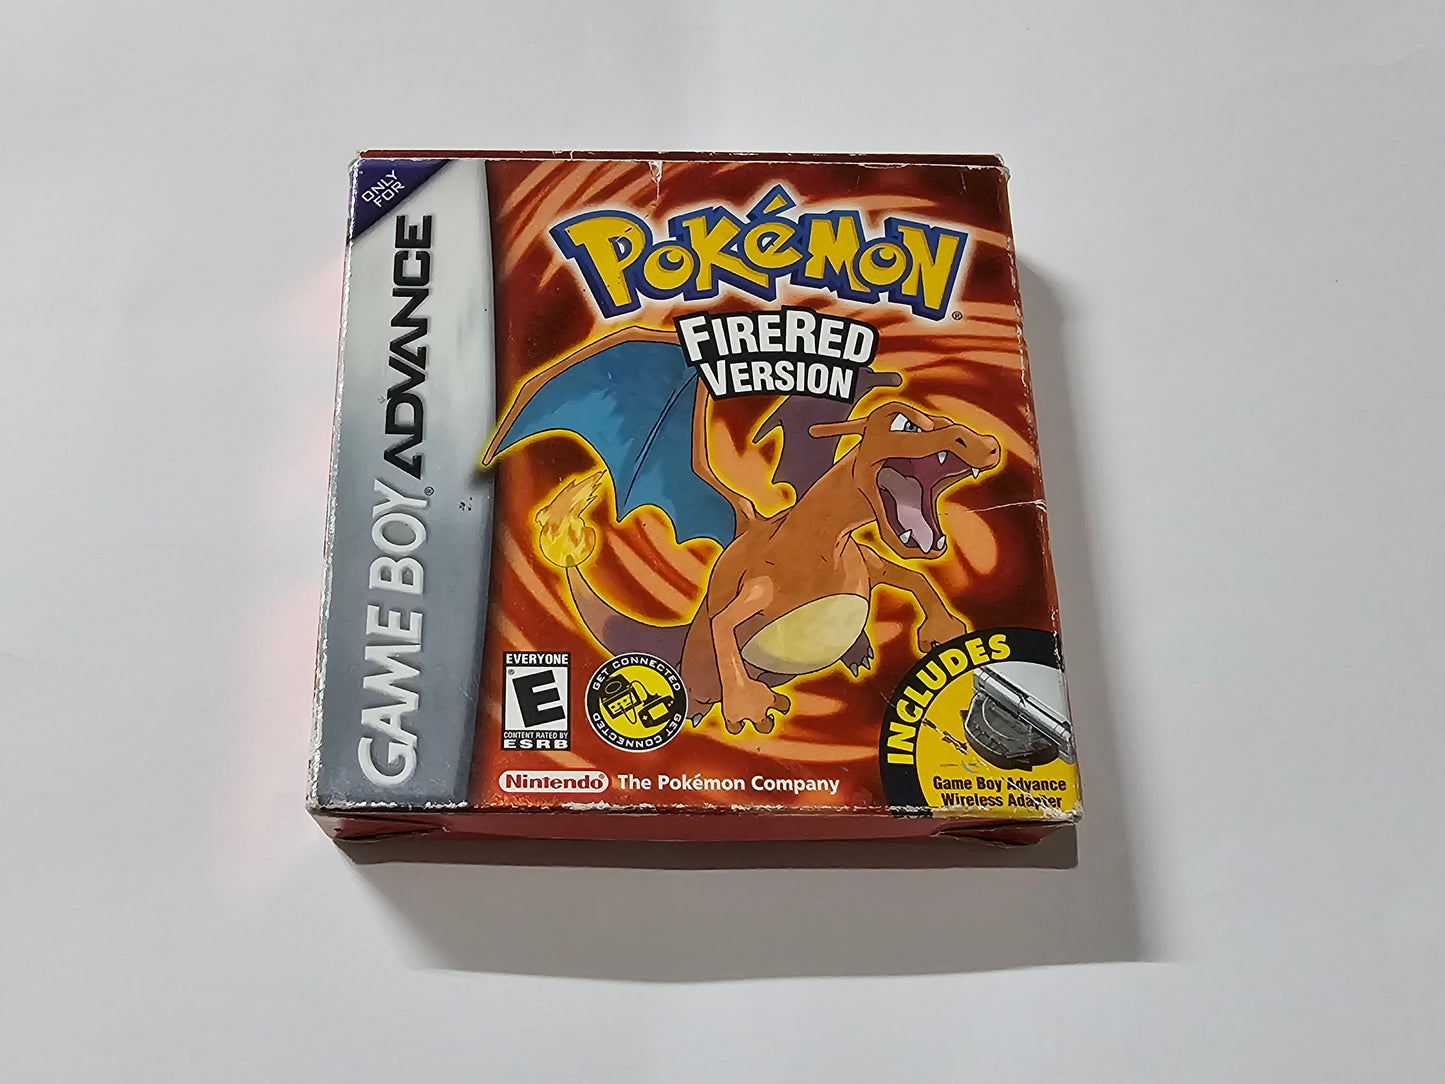 ONLY
FOR
GAME BOY ADVANCE
®
POKéMON
®
FIRERED
VERSION
EVERYONE
®
E
CONTENT RATED BY
ESRB
GET CONNECTED
GET CONNECTED
INCLUDES
Game Boy Advance
Wireless Adapter
Nintendo® The Pokémon Company